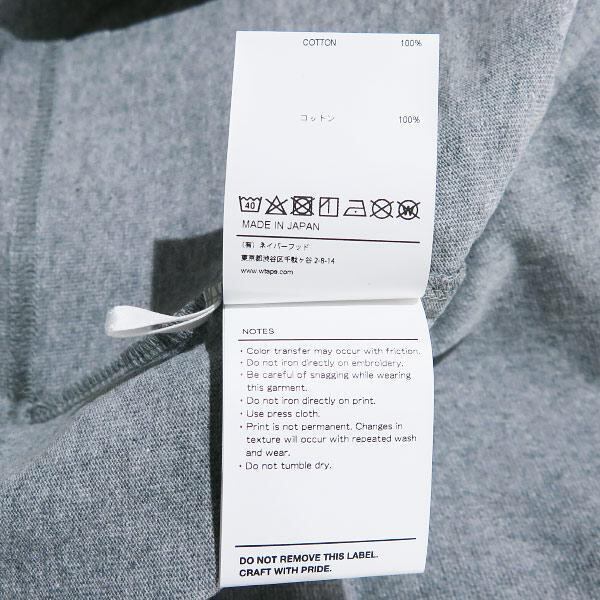 COTTON 100%
コットン 100%
40
MADE IN JAPAN
(有) ネイバーフッド
東京都渋谷区千駄ヶ谷 2-8-14
www.wtaps.com
NOTES
・Color transfer may occur with friction.
・Do not iron directly on embroidery.
・Be careful of snagging while wearing
this garment.
・Do not iron directly on print.
・Use press cloth.
・Print is not permanent. Changes in
texture will occur with repeated wash
and wear.
・Do not tumble dry.
DO NOT REMOVE THIS LABEL.
CRAFT WITH PRIDE.